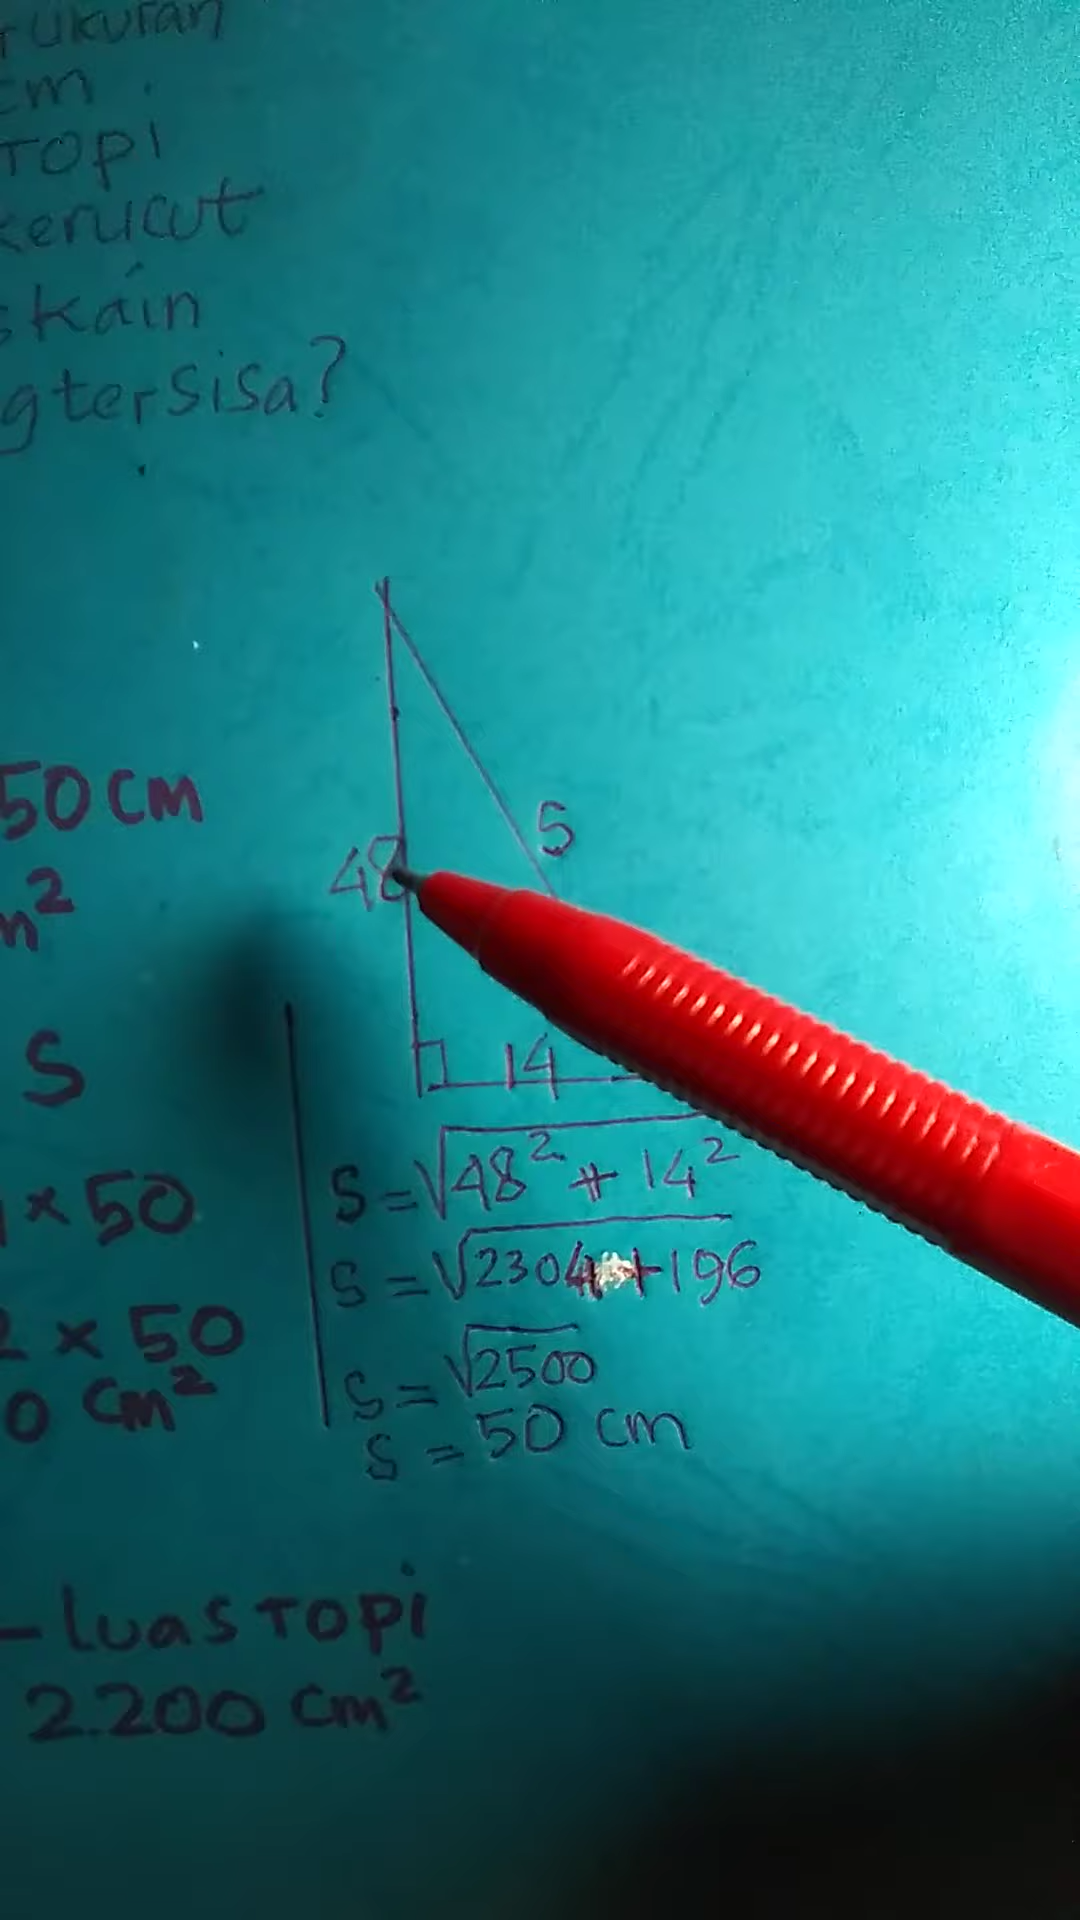 ukuran
cm.
TOPI
kerucut
skain
gtersisa?
50 CM
m²
48
S
S
14
× 50
S = √48² + 14²
S = √2304 + 196
2 × 50
0 cm²
S = √2500
S = 50 cm
- luas TOPI
2.200 cm²